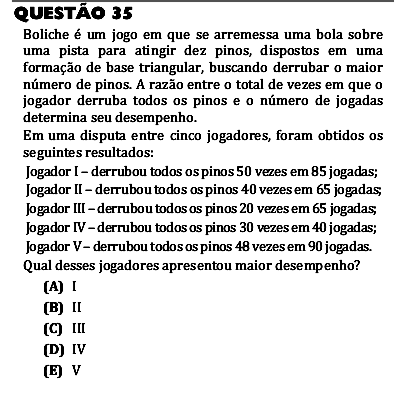 QUESTÃO 35
Boliche é um jogo em que se arremessa uma bola sobre
uma pista para atingir dez pinos, dispostos em uma
formação de base triangular, buscando derrubar o maior
número de pinos. A razão entre o total de vezes em que o
jogador derruba todos os pinos e o número de jogadas
determina seu desempenho.
Em uma disputa entre cinco jogadores, foram obtidos os
seguintes resultados:
Jogador I – derrubou todos os pinos 50 vezes em 85 jogadas;
Jogador II – derrubou todos os pinos 40 vezes em 65 jogadas;
Jogador III – derrubou todos os pinos 20 vezes em 65 jogadas;
Jogador IV – derrubou todos os pinos 30 vezes em 40 jogadas;
Jogador V – derrubou todos os pinos 48 vezes em 90 jogadas.
Qual desses jogadores apresentou maior desempenho?
(A) I
(B) II
(C) III
(D) IV
(E) V